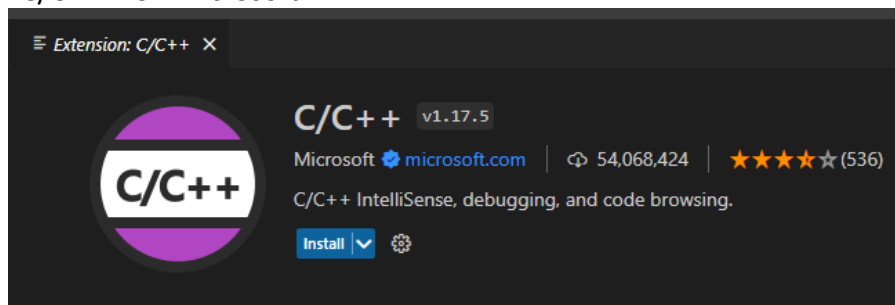 Extension: C/C++
C/C++ v1.17.5
Microsoft microsoft.com 54,068,424 (536)
C/C++
C/C++ IntelliSense, debugging, and code browsing.
Install